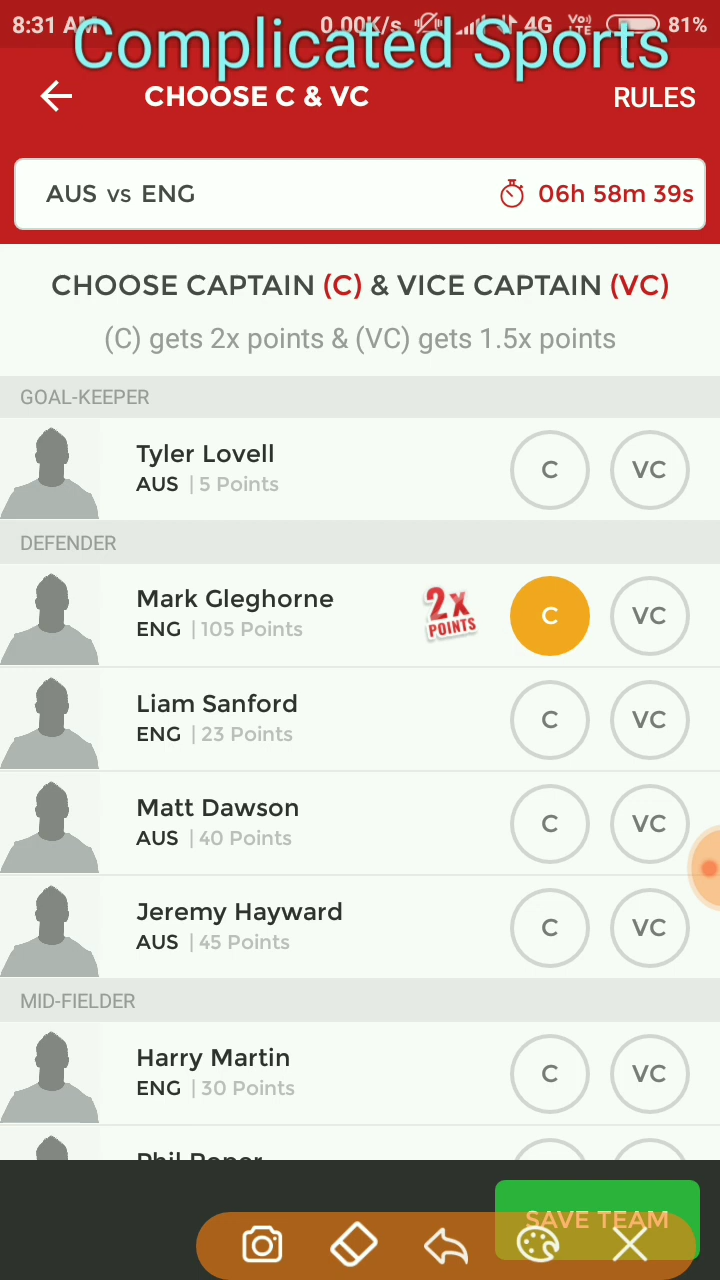 8:31 AM 0.00K/s 4G Vo) LTE 81%
Complicated Sports
CHOOSE C & VC RULES
AUS vs ENG 06h 58m 39s
CHOOSE CAPTAIN (C) & VICE CAPTAIN (VC)
(C) gets 2x points & (VC) gets 1.5x points
GOAL-KEEPER
Tyler Lovell
AUS | 5 Points
C VC
DEFENDER
Mark Gleghorne
ENG | 105 Points
2X
POINTS
C VC
Liam Sanford
ENG | 23 Points
C VC
Matt Dawson
AUS | 40 Points
C VC
Jeremy Hayward
AUS | 45 Points
C VC
MID-FIELDER
Harry Martin
ENG | 30 Points
C VC
Phil Roper
SAVE TEAM